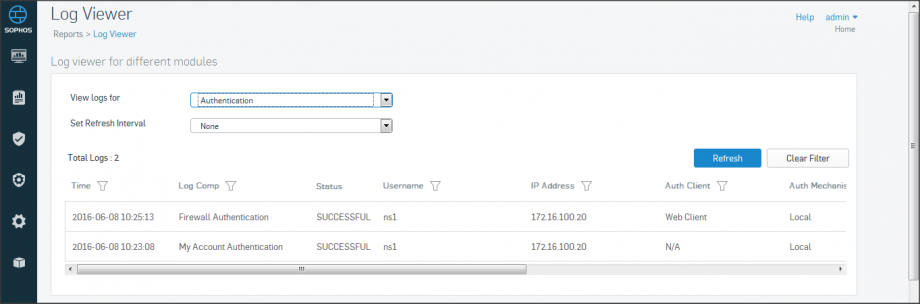 SOPHOS
Log Viewer
Help admin
Reports > Log Viewer
Home
Log viewer for different modules
View logs for Authentication
Set Refresh Interval None
Total Logs : 2 Refresh Clear Filter
Time Log Comp Status Username IP Address Auth Client Auth Mechanis
2016-06-08 10:25:13 Firewall Authentication SUCCESSFUL ns1 172.16.100.20 Web Client Local
2016-06-08 10:23:08 My Account Authentication SUCCESSFUL ns1 172.16.100.20 N/A Local